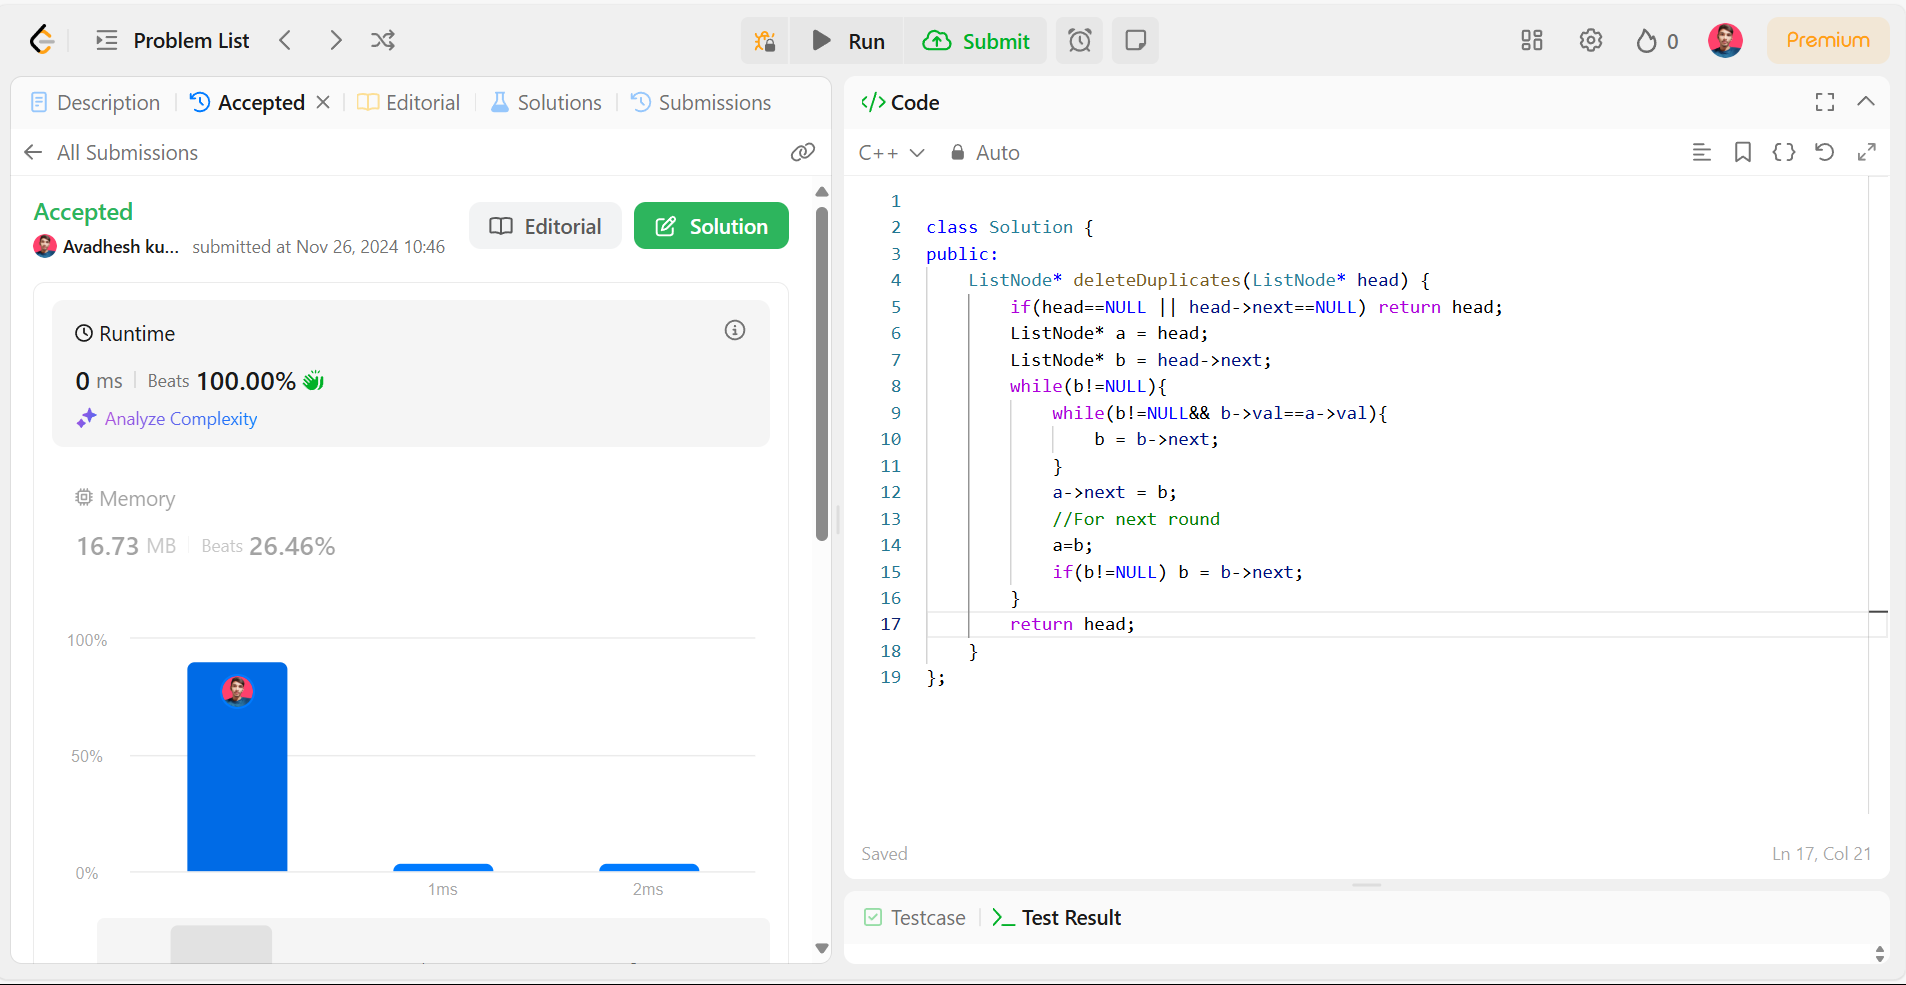 Problem List
Run
Submit
0
Premium
Description
Accepted
Editorial
Solutions
Submissions
All Submissions
Accepted
Avadhesh ku...
submitted at Nov 26, 2024 10:46
Editorial
Solution
Runtime
0 ms
Beats 100.00%
Analyze Complexity
Memory
16.73 MB
Beats 26.46%
100%
50%
0%
1ms
2ms
</> Code
C++
Auto
1
2 class Solution {
3 public:
4 ListNode* deleteDuplicates(ListNode* head) {
5 if(head==NULL || head->next==NULL) return head;
6 ListNode* a = head;
7 ListNode* b = head->next;
8 while(b!=NULL){
9 while(b!=NULL&& b->val==a->val){
10 b = b->next;
11 }
12 a->next = b;
13 //For next round
14 a=b;
15 if(b!=NULL) b = b->next;
16 }
17 return head;
18 }
19 };
Saved
Ln 17, Col 21
Testcase
Test Result